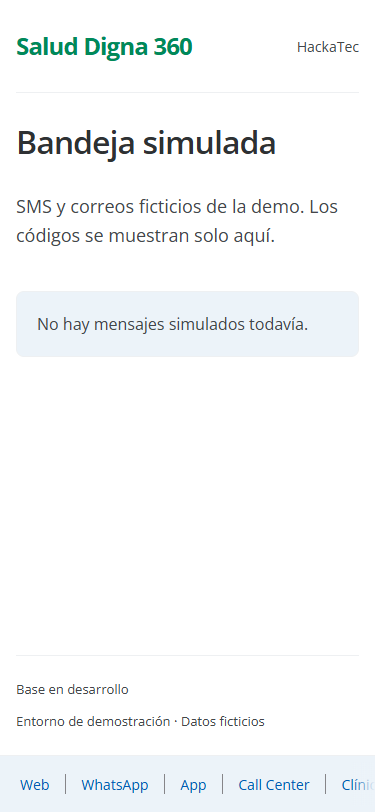 Salud Digna 360
HackaTec
Bandeja simulada
SMS y correos ficticios de la demo. Los
códigos se muestran solo aquí.
No hay mensajes simulados todavía.
Base en desarrollo
Entorno de demostración · Datos ficticios
Web | WhatsApp | App | Call Center |